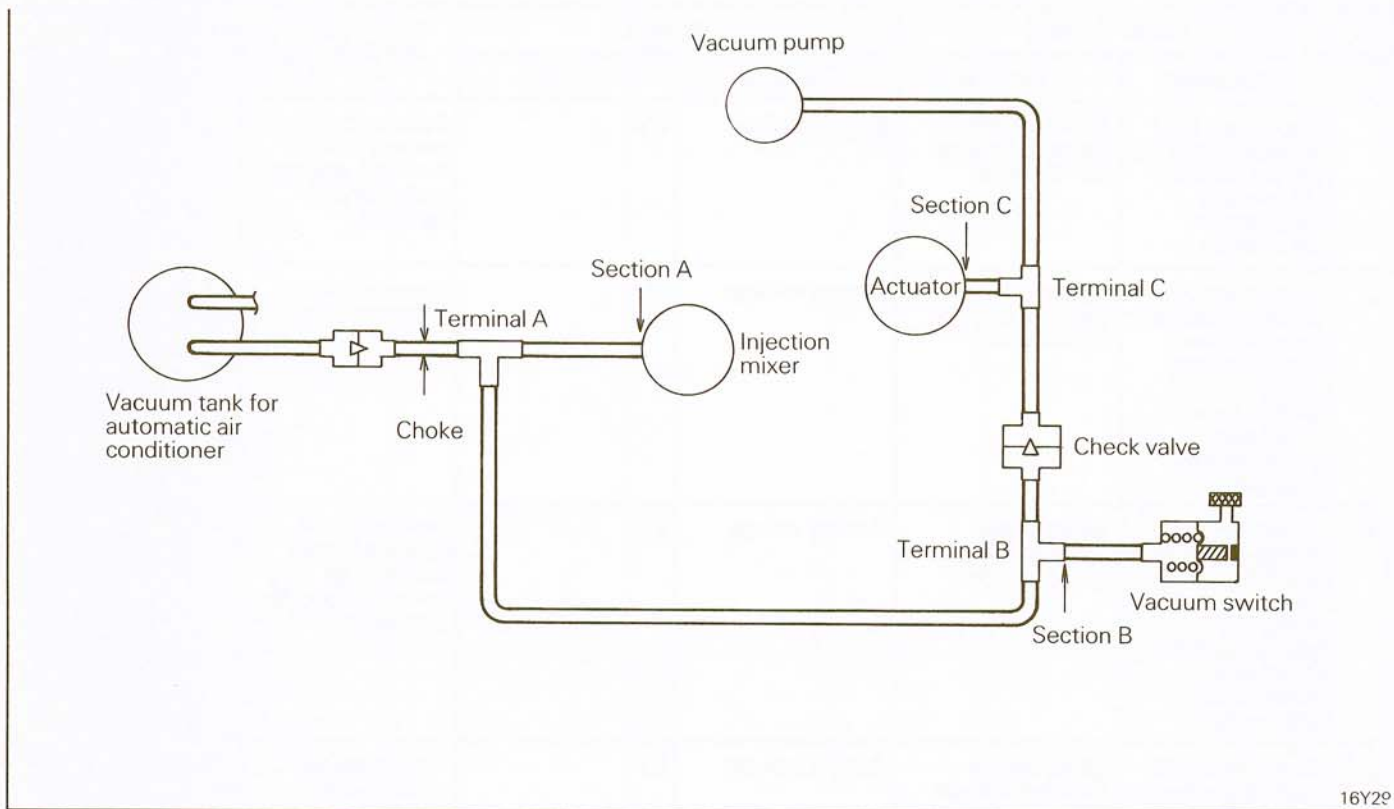 Vacuum pump
Section C
Actuator
Terminal C
Section A
Terminal A
Injection
mixer
Vacuum tank for
automatic air
conditioner
Choke
Check valve
Terminal B
Vacuum switch
Section B
16Y29